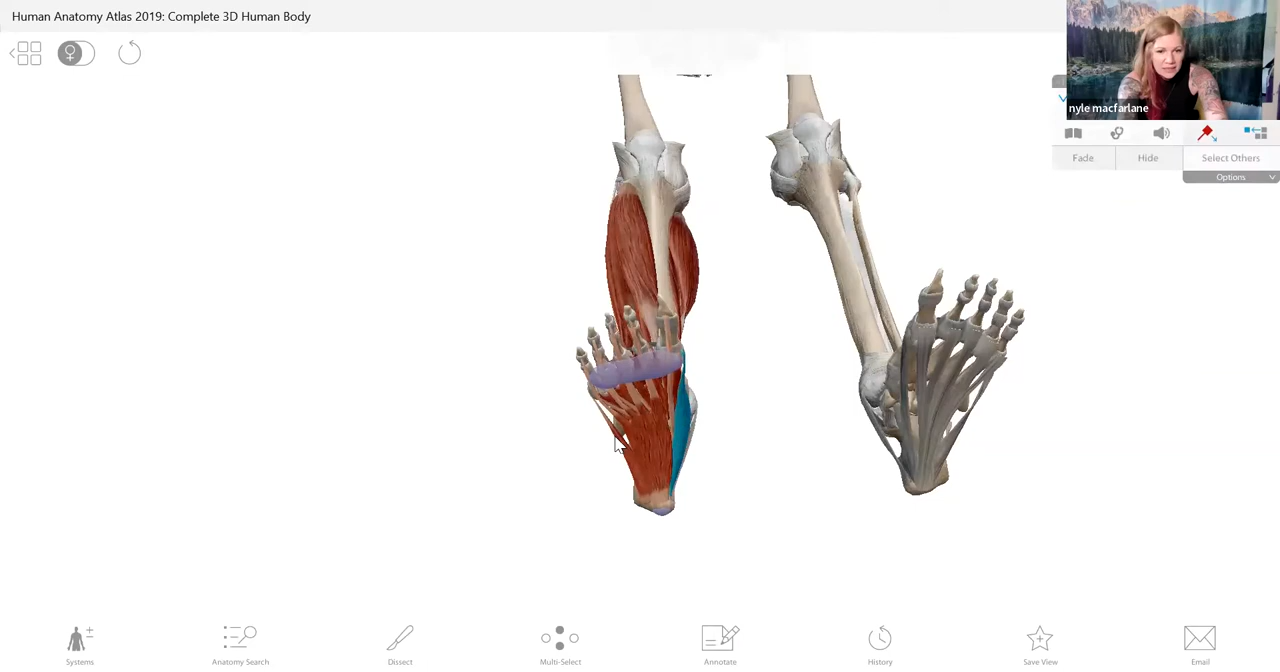 Human Anatomy Atlas 2019: Complete 3D Human Body
nyle macfarlane
Fade Hide Select Others
Options
Systems Anatomy Search Dissect Multi-Select Annotate History Save View Email